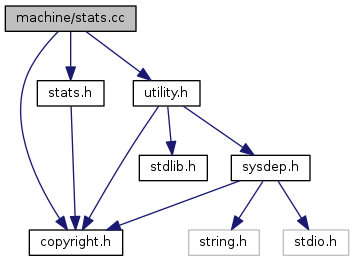 machine/stats.cc
stats.h
utility.h
stdlib.h
sysdep.h
copyright.h
string.h
stdio.h